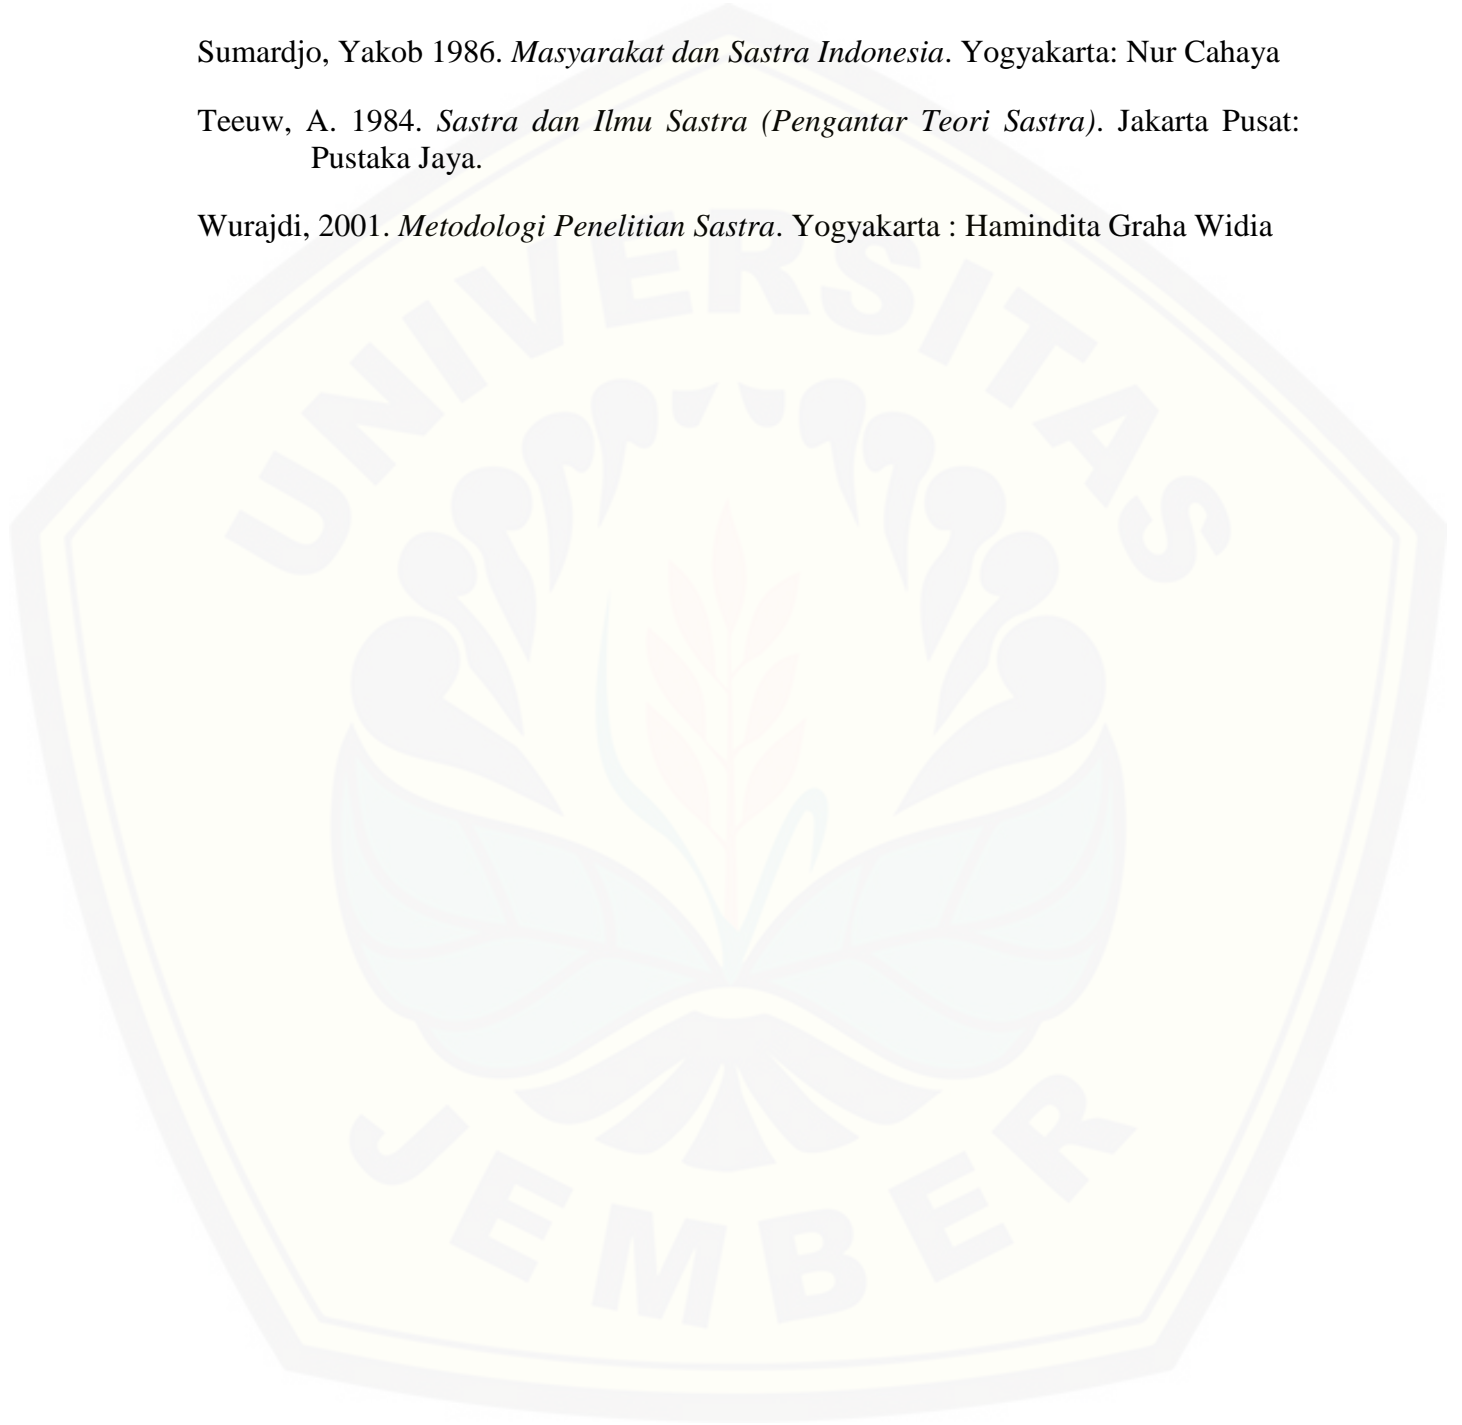 Sumardjo, Yakob 1986. Masyarakat dan Sastra Indonesia. Yogyakarta: Nur Cahaya
Teeuw, A. 1984. Sastra dan Ilmu Sastra (Pengantar Teori Sastra). Jakarta Pusat:
Pustaka Jaya.
Wurajdi, 2001. Metodologi Penelitian Sastra. Yogyakarta : Hamindita Graha Widia
UNIVERSITAS
JEMBER